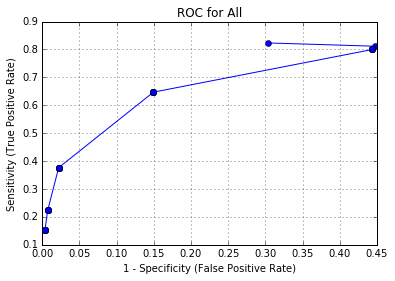 ROC for All
Sensitivity (True Positive Rate)
0.9
0.8
0.7
0.6
0.5
0.4
0.3
0.2
0.1
0.00 0.05 0.10 0.15 0.20 0.25 0.30 0.35 0.40 0.45
1 - Specificity (False Positive Rate)